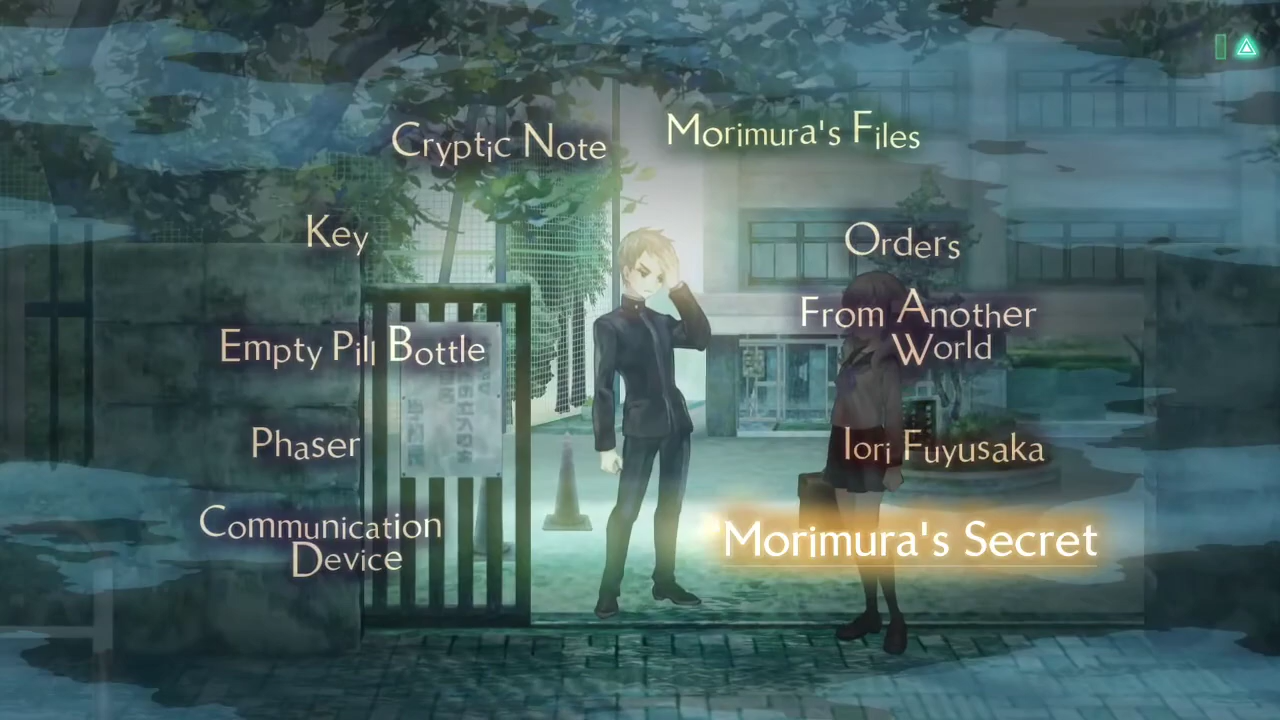 Cryptic Note
Morimura's Files
Key
Orders
Empty Pill Bottle
From Another
World
Phaser
Iori Fuyusaka
Communication
Device
Morimura's Secret